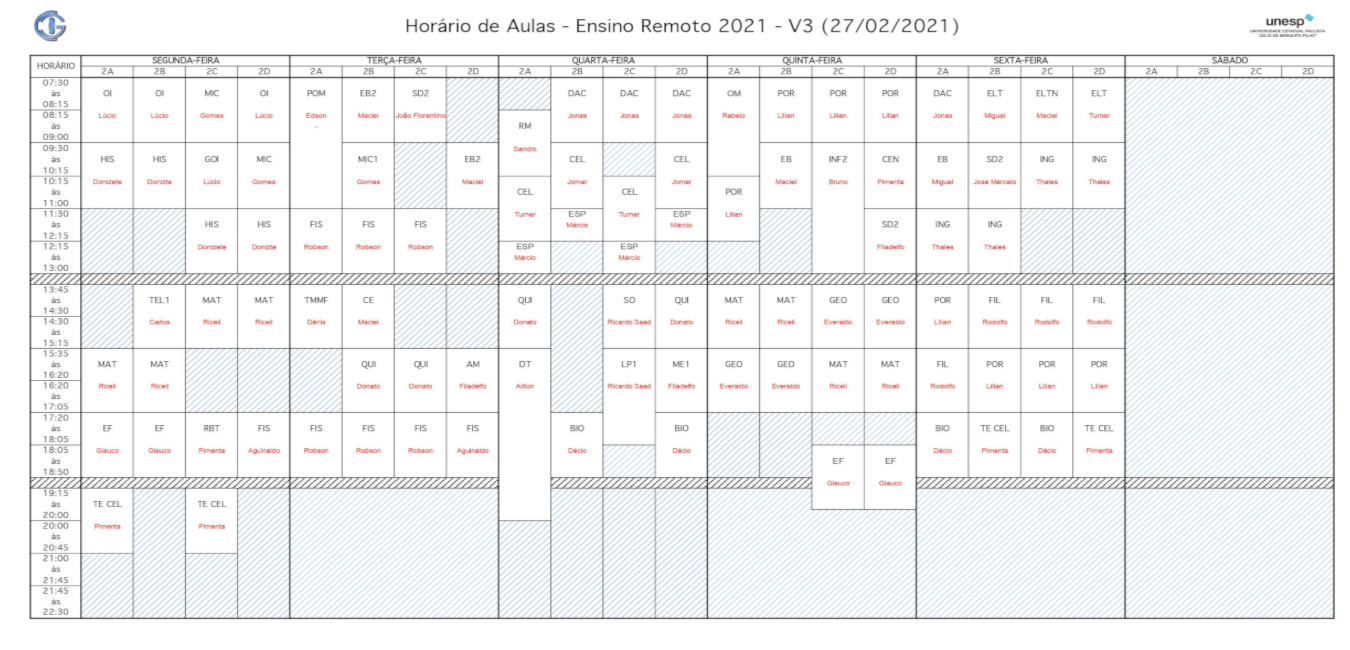 Horário de Aulas - Ensino Remoto 2021 - V3 (27/02/2021)
unesp
UNIVERSIDADE ESTADUAL PAULISTA
"JÚLIO DE MESQUITA FILHO"
HORÁRIO SEGUNDA-FEIRA TERÇA-FEIRA QUARTA-FEIRA QUINTA-FEIRA SEXTA-FEIRA SÁBADO
2A 2B 2C 2D 2A 2B 2C 2D 2A 2B 2C 2D 2A 2B 2C 2D 2A 2B 2C 2D 2A 2B 2C 2D
07:30
às OI OI MIC OI POM EB2 SD2 DAC DAC DAC OM POR POR POR DAC ELT ELTN ELT
08:15
08:15 Lúcio Lúcio Gomes Lúcio Edson Maciel João Florentino Jonas Jonas Jonas Rabelo Lilian Lilian Lilian Jonas Miguel Maciel Turner
às - RM
09:00
09:30 Sandro
às HIS HIS GOI MIC MIC1 EB2 CEL CEL EB INF2 CEN EB SD2 ING ING
10:15
10:15 Donizete Donizte Lúcio Gomes Gomes Maciel Jomar Jomar Maciel Bruno Pimenta Miguel José Marcelo Thales Thales
às CEL CEL POR
11:00
11:30 Turner ESP Turner ESP Lilian
às HIS HIS FIS FIS FIS Márcio Márcio SD2 ING ING
12:15
12:15 Donizete Donizte Robson Robson Robson ESP ESP Filadelfo Thales Thales
às Márcio Márcio
13:00
13:45
às TEL1 MAT MAT TMMF CE QUI SO QUI MAT MAT GEO GEO POR FIL FIL FIL
14:30
14:30 Carlos Riceli Riceli Dênis Maciel Donato Ricardo Saad Donato Riceli Riceli Everaldo Everaldo Lilian Rodolfo Rodolfo Rodolfo
às
15:15
15:35
às MAT MAT QUI QUI AM DT LP1 ME1 GEO GEO MAT MAT FIL POR POR POR
16:20
16:20 Riceli Riceli Donato Donato Filadelfo Ailton Ricardo Saad Filadelfo Everaldo Everaldo Riceli Riceli Rodolfo Lilian Lilian Lilian
às
17:05
17:20
às EF EF RBT FIS FIS FIS FIS FIS BIO BIO BIO TE CEL BIO TE CEL
18:05
18:05 Glauco Glauco Pimenta Aguinaldo Robson Robson Robson Aguinaldo Décio Décio Décio Pimenta Décio Pimenta
às EF EF
18:50
Glauco Glauco
19:15
às TE CEL TE CEL
20:00
20:00 Pimenta Pimenta
às
20:45
21:00
às
21:45
21:45
às
22:30